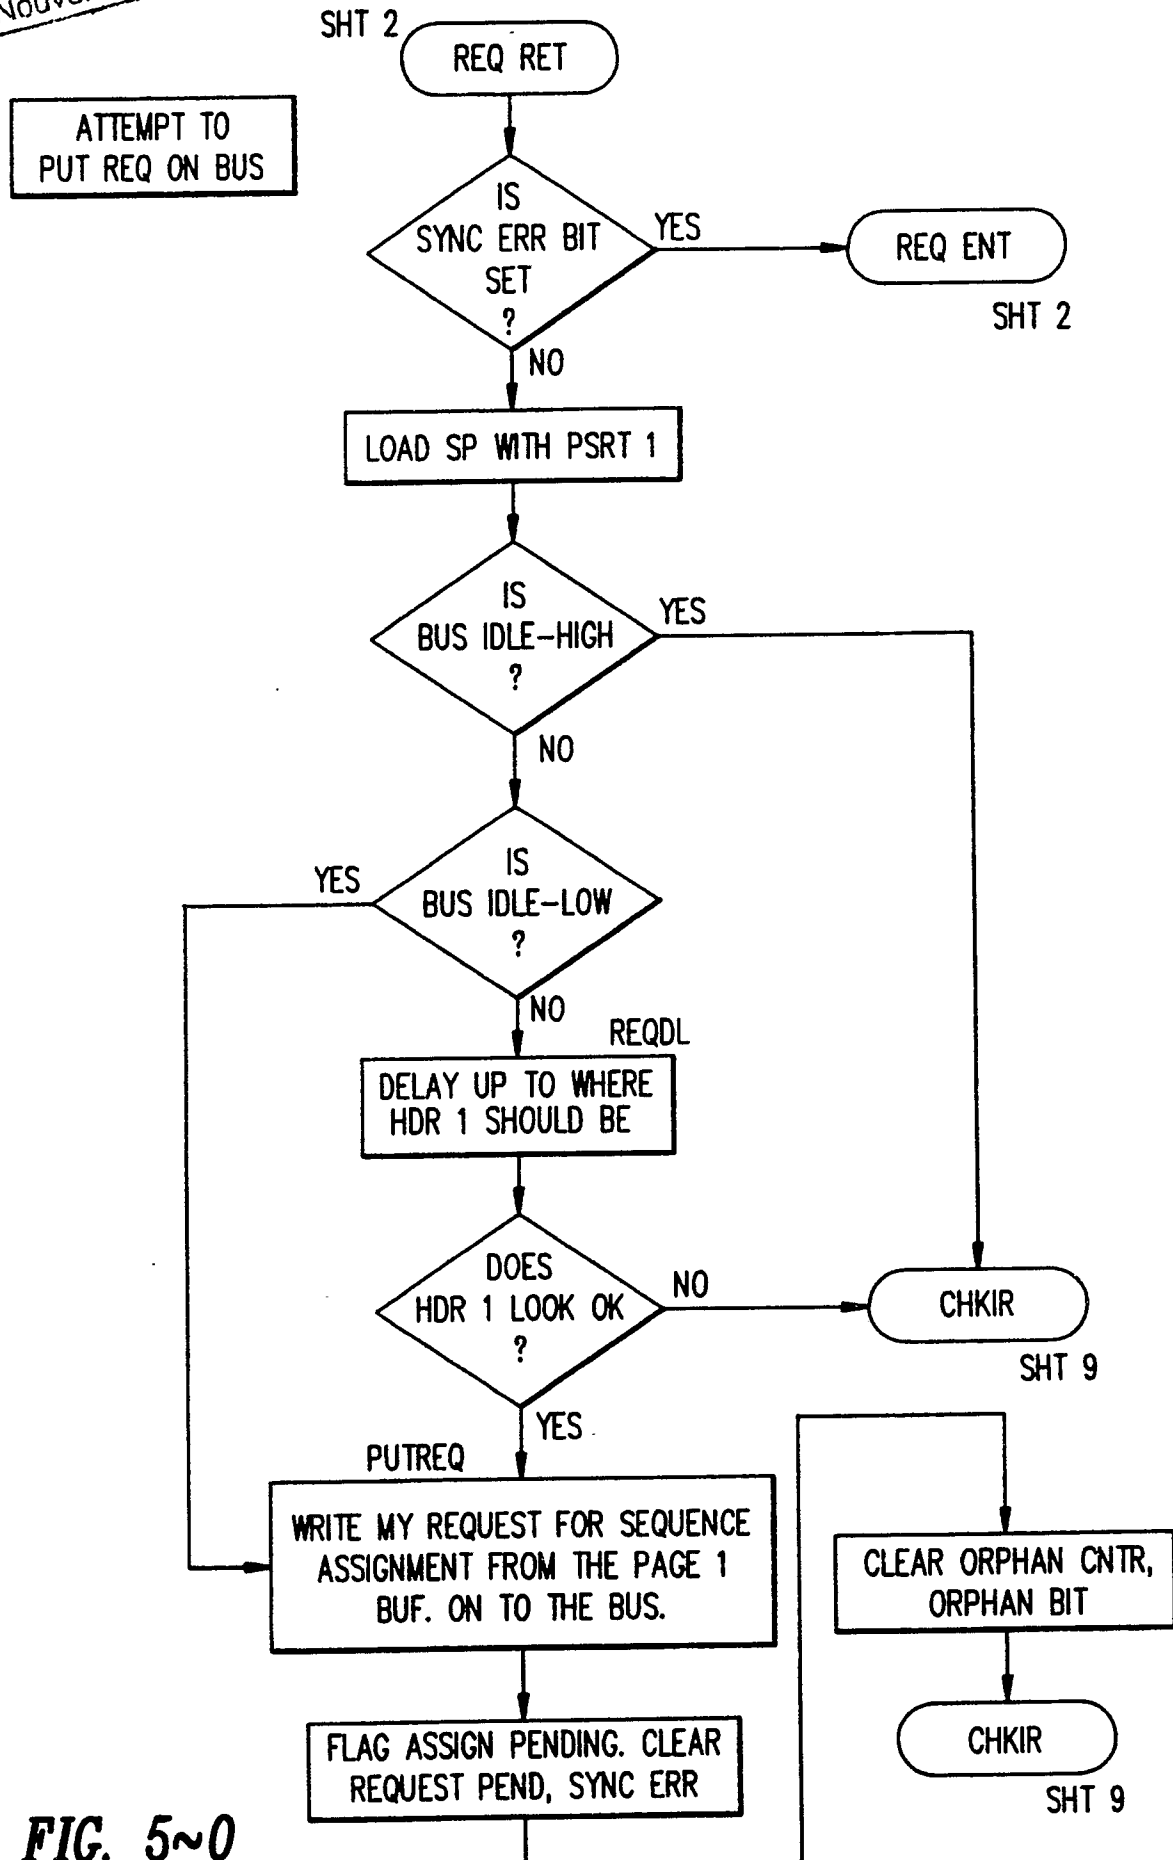 SHT 2
REQ RET
ATTEMPT TO
PUT REQ ON BUS
IS
SYNC ERR BIT
SET
?
YES
REQ ENT
SHT 2
NO
LOAD SP WITH PSRT 1
IS
BUS IDLE-HIGH
?
YES
NO
IS
BUS IDLE-LOW
?
YES
NO
REQDL
DELAY UP TO WHERE
HDR 1 SHOULD BE
DOES
HDR 1 LOOK OK
?
NO
CHKIR
SHT 9
YES
PUTREQ
WRITE MY REQUEST FOR SEQUENCE
ASSIGNMENT FROM THE PAGE 1
BUF. ON TO THE BUS.
CLEAR ORPHAN CNTR,
ORPHAN BIT
FLAG ASSIGN PENDING. CLEAR
REQUEST PEND, SYNC ERR
CHKIR
SHT 9
FIG. 5~0